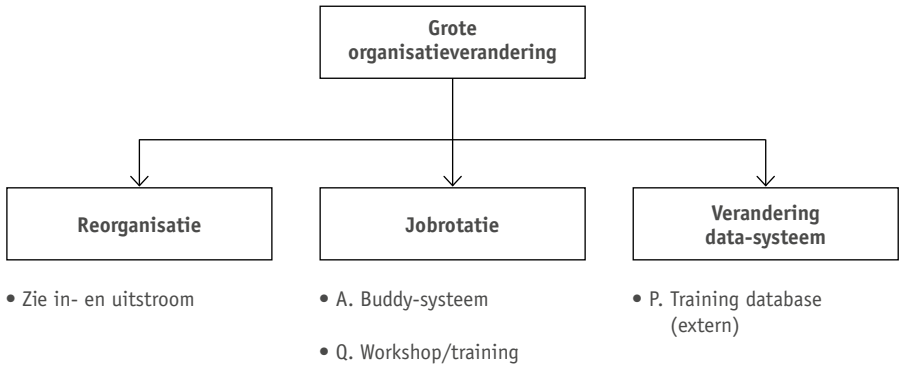 Grote
organisatieverandering
Reorganisatie
Jobrotatie
Verandering
data-systeem
• Zie in- en uitstroom
• A. Buddy-systeem
• Q. Workshop/training
• P. Training database
(extern)